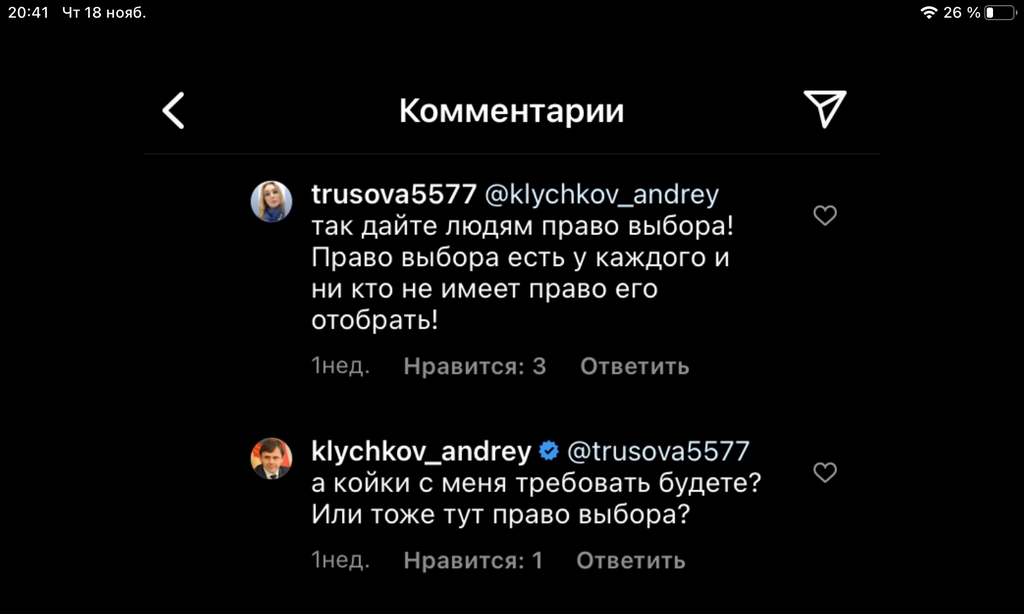 20:41 Чт 18 нояб. 26 %
Комментарии
trusova5577 @klychkov_andrey
так дайте людям право выбора!
Право выбора есть у каждого и
ни кто не имеет право его
отобрать!
1нед. Нравится: 3 Ответить
klychkov_andrey @trusova5577
а койки с меня требовать будете?
Или тоже тут право выбора?
1нед. Нравится: 1 Ответить